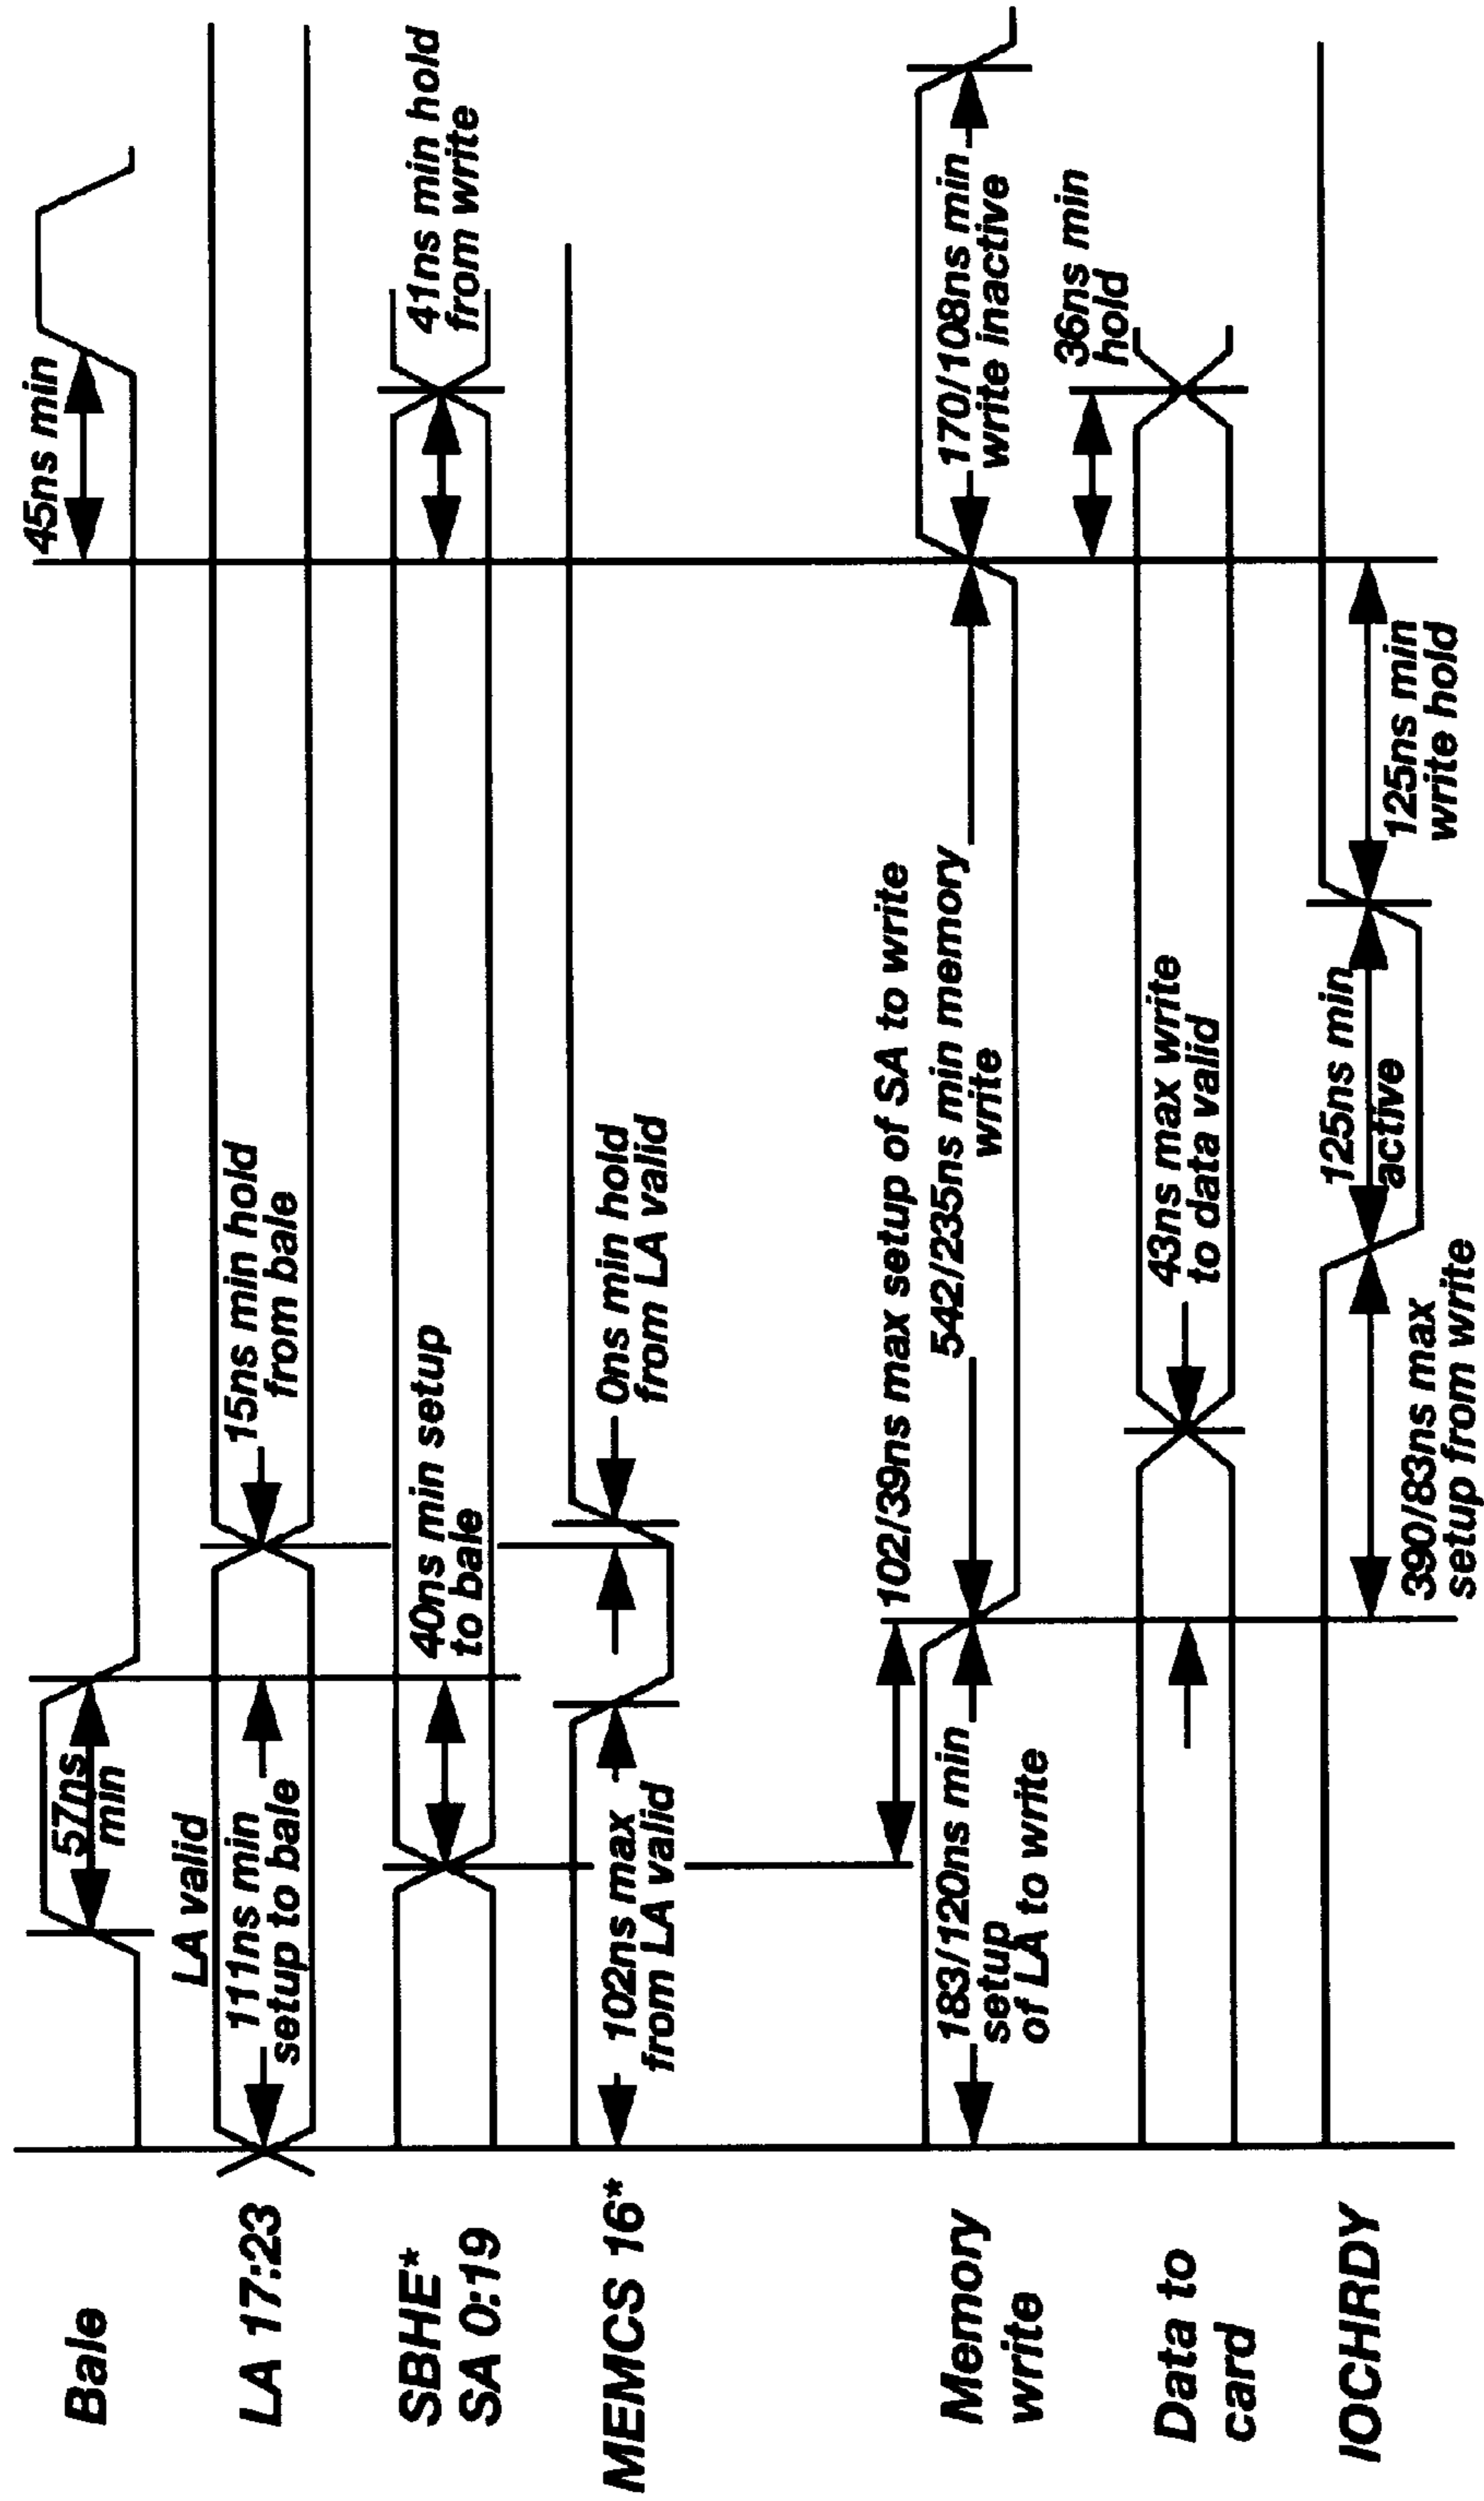 Bale
57ns
min
45ns min
LA 17:23
LA valid
111ns min
setup to bale
15ns min hold
from bale
SBHE*
SA 0:19
40ns min setup
to bale
41ns min hold
from write
MEMCS 16*
102ns max
from LA valid
0ns min hold
from LA valid
102/39ns max setup of SA to write
Memory
write
183/120ns min
setup
of LA to write
542/235ns min memory
write
170/108ns min
write inactive
Data to
card
43ns max write
to data valid
36ns min
hold
IOCHRDY
390/83ns max
setup from write
125ns min
active
125ns min
write hold